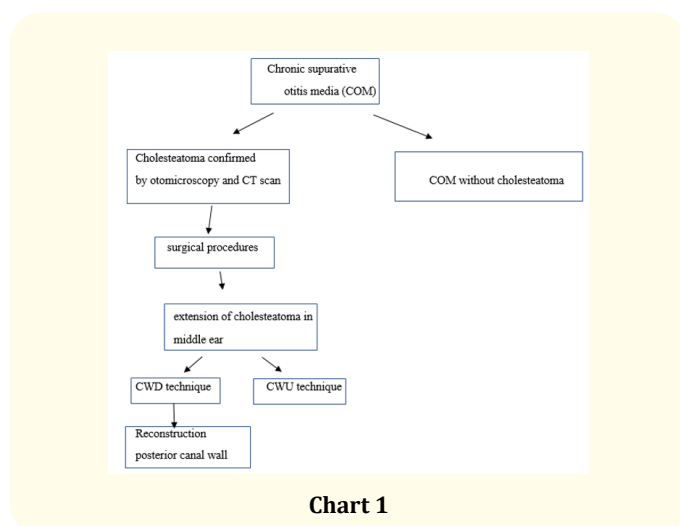 Chronic supurative
otitis media (COM)
Cholesteatoma confirmed
by otomicroscopy and CT scan
COM without cholesteatoma
surgical procedures
extension of cholesteatoma in
middle ear
CWD technique
CWU technique
Reconstruction
posterior canal wall
Chart 1